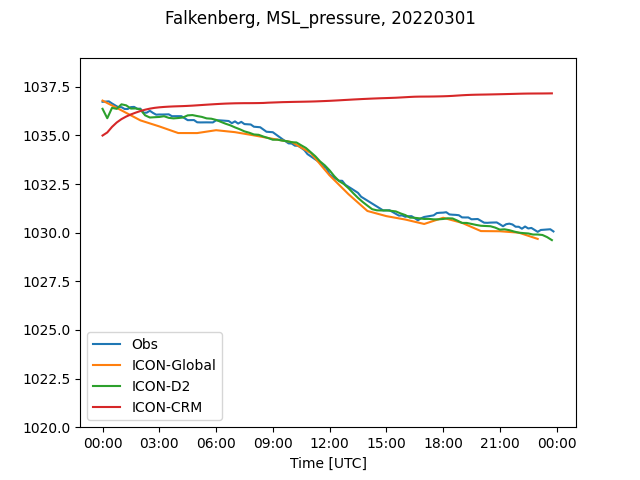 Falkenberg, MSL_pressure, 20220301
1037.5
1035.0
1032.5
1030.0
1027.5
1025.0
1022.5
1020.0
Obs
ICON-Global
ICON-D2
ICON-CRM
00:00 03:00 06:00 09:00 12:00 15:00 18:00 21:00 00:00
Time [UTC]